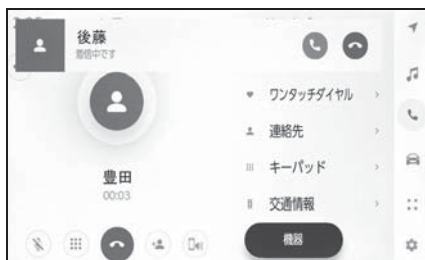 後藤
着信中です
豊田
00:03
ワンタッチダイヤル
連絡先
キーパッド
交通情報
機器